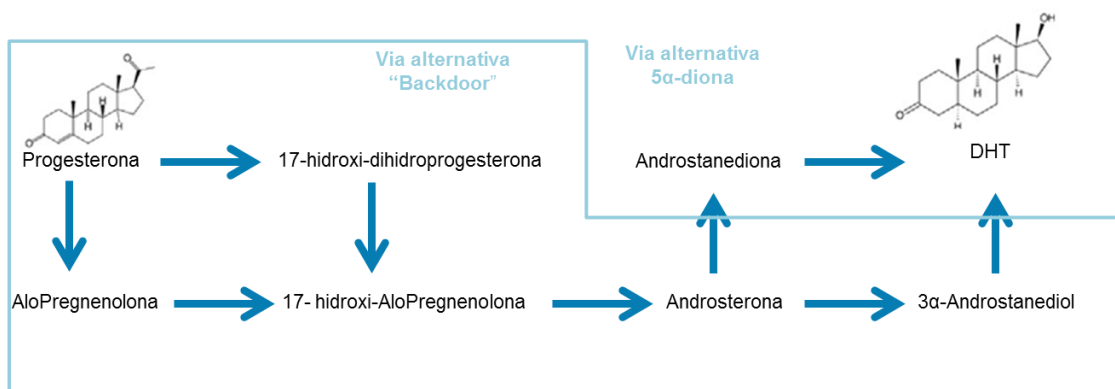 Via alternativa
“Backdoor”
Via alternativa
5α-diona
OH
O
H
H
H
O
H
H
H
O
H
Progesterona
17-hidroxi-dihidroprogesterona
Androstanediona
DHT
AloPregnenolona
17- hidroxi-AloPregnenolona
Androsterona
3α-Androstanediol